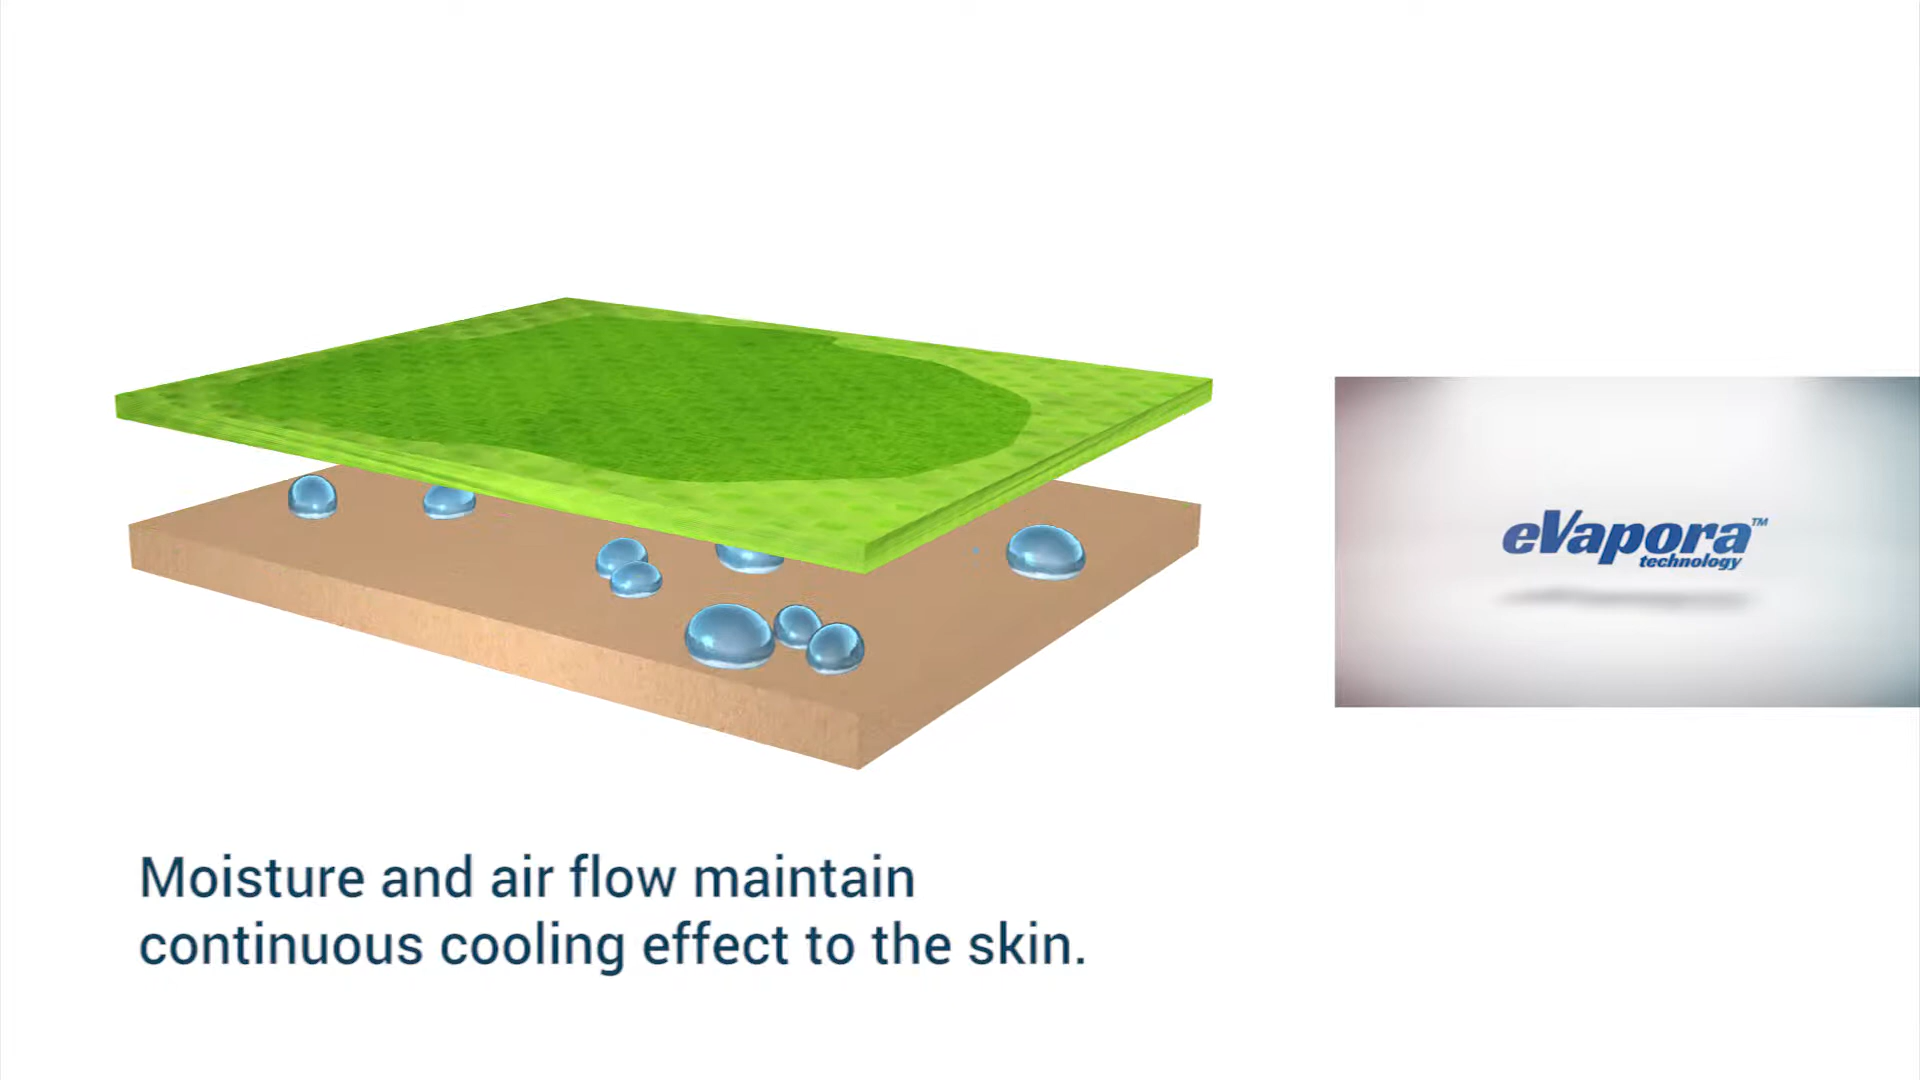 eVapora™
technology
Moisture and air flow maintain
continuous cooling effect to the skin.